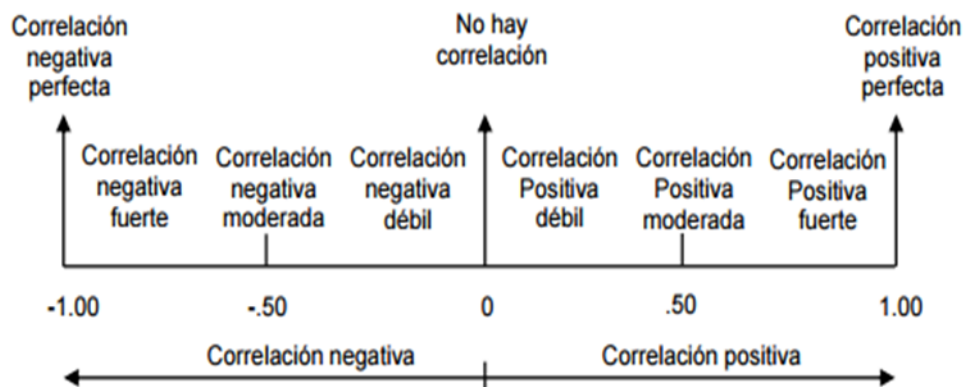 Correlación
negativa
perfecta
No hay
correlación
Correlación
positiva
perfecta
Correlación
negativa
fuerte
Correlación
negativa
moderada
Correlación
negativa
débil
Correlación
Positiva
débil
Correlación
Positiva
moderada
Correlación
Positiva
fuerte
-1.00
-.50
0
.50
1.00
Correlación negativa
Correlación positiva